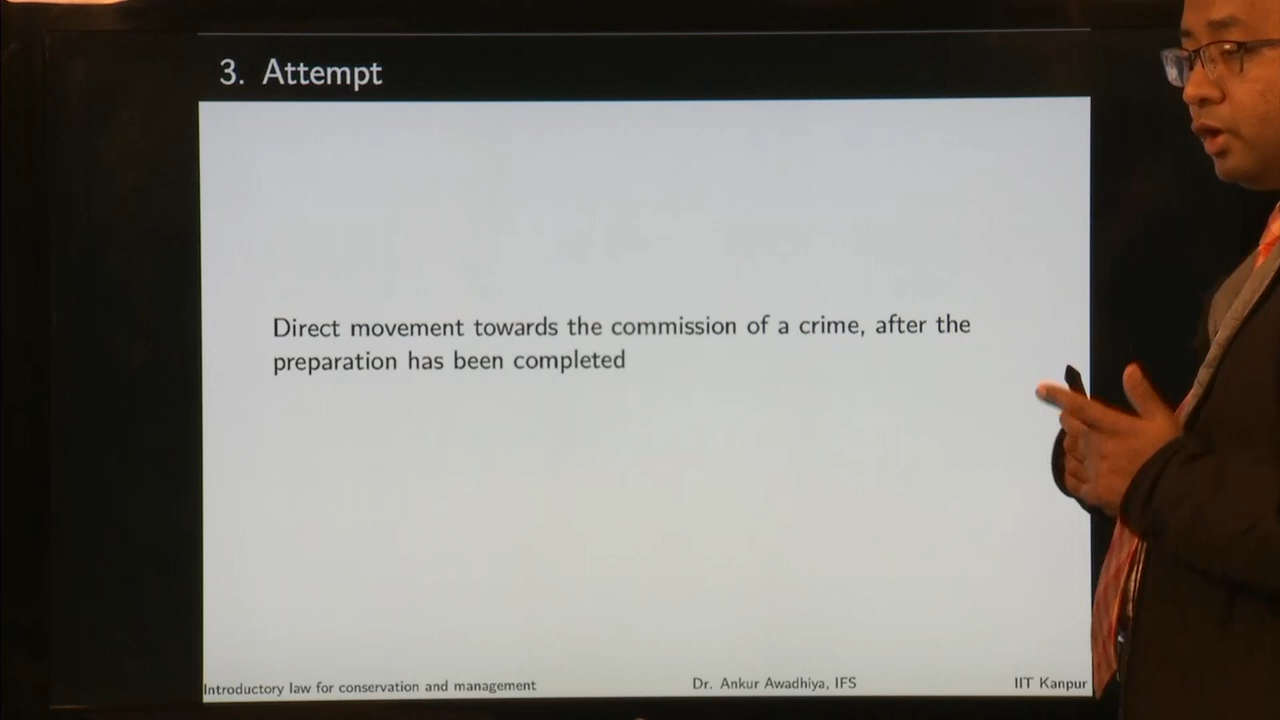 3. Attempt
Direct movement towards the commission of a crime, after the
preparation has been completed
Introductory law for conservation and management Dr. Ankur Awadhiya, IFS IIT Kanpur